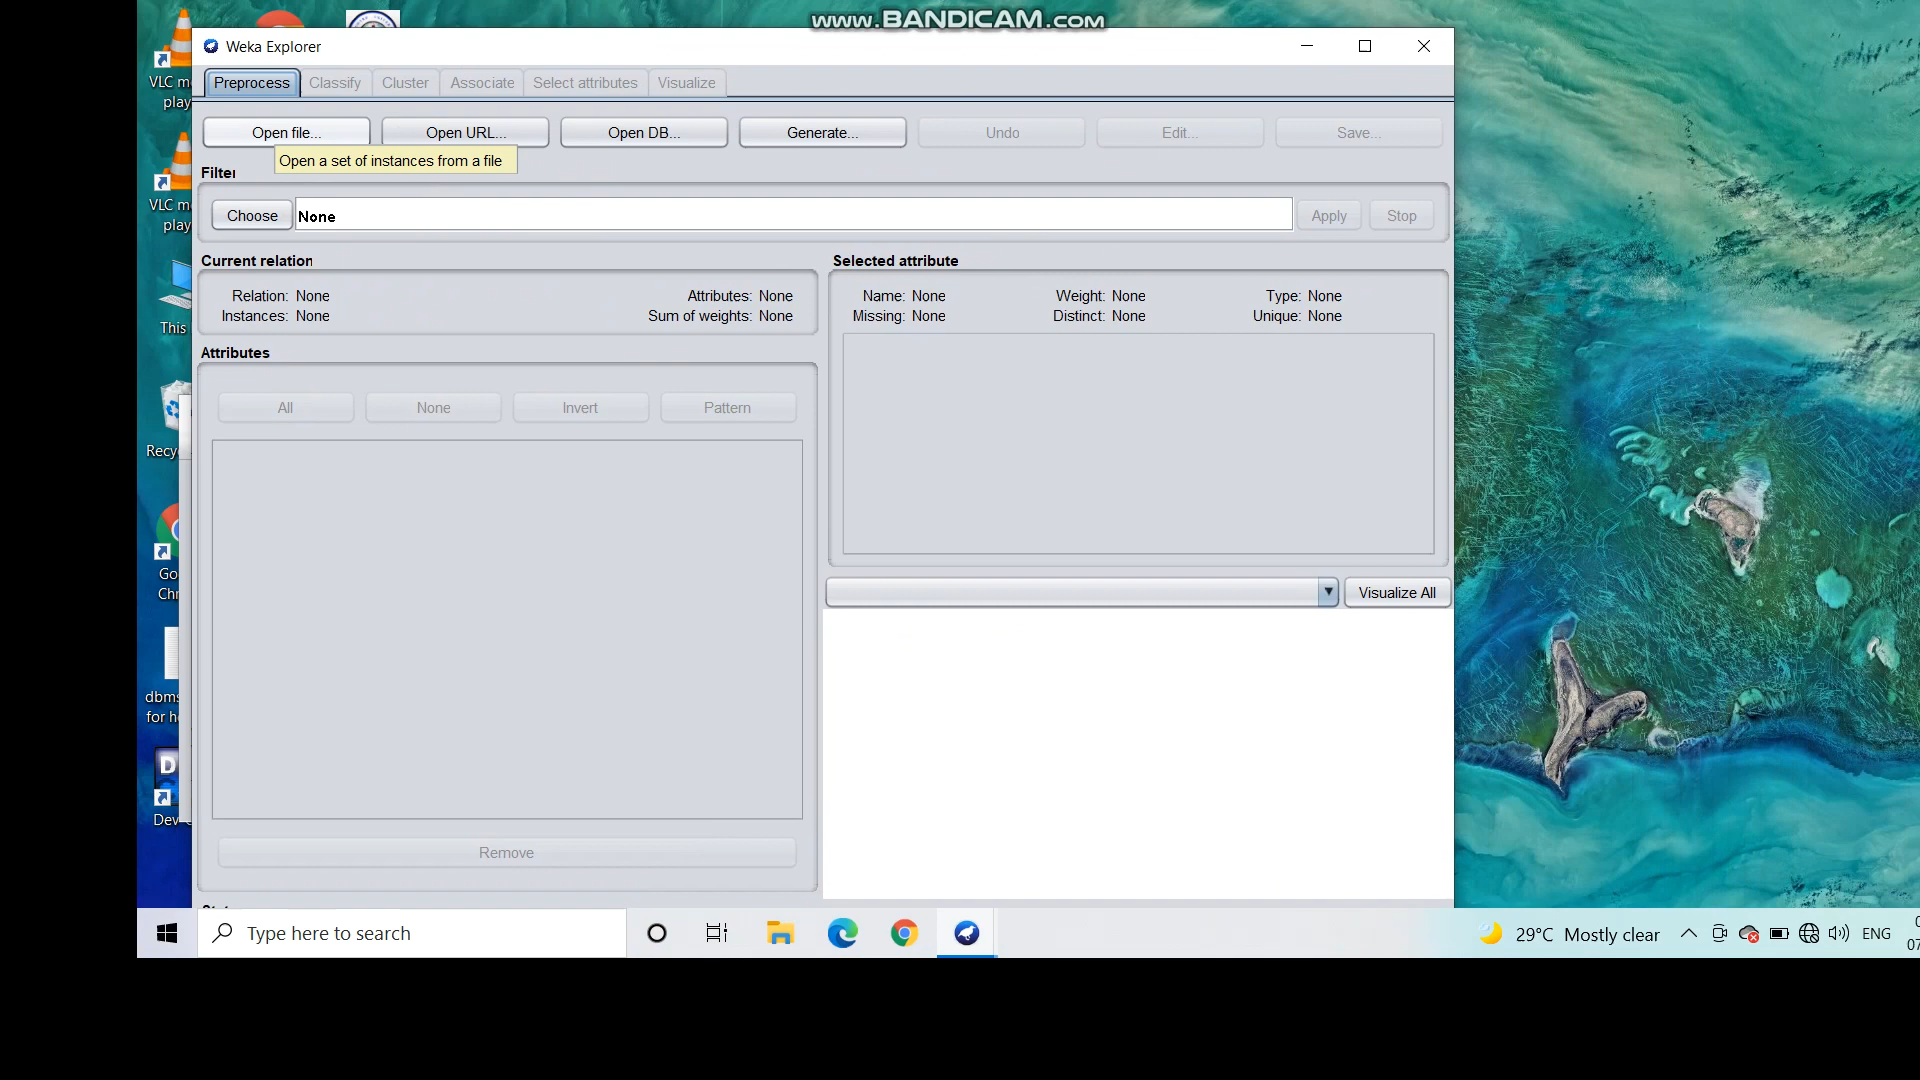 www.BANDICAM.com
Weka Explorer
Preprocess Classify Cluster Associate Select attributes Visualize
Open file... Open URL... Open DB... Generate... Undo Edit... Save...
Open a set of instances from a file
Filter
Choose None Apply Stop
Current relation
Relation: None Attributes: None
Instances: None Sum of weights: None
Selected attribute
Name: None Weight: None Type: None
Missing: None Distinct: None Unique: None
Attributes
All None Invert Pattern
Remove
Visualize All
VLC me
play
VLC me
play
This
Recy
Go
Chr
dbms
for h
Dev-
Type here to search
29°C Mostly clear
ENG
07